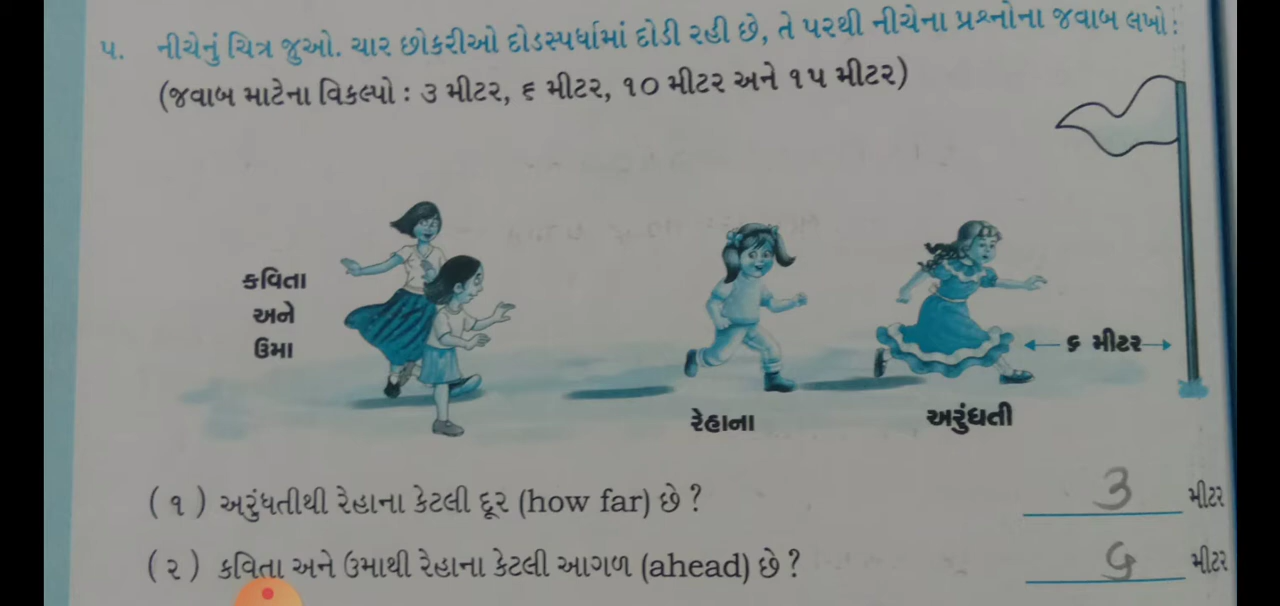 ૫. નીચેનું ચિત્ર જુઓ. ચાર છોકરીઓ દોડસ્પર્ધામાં દોડી રહી છે, તે પરથી નીચેના પ્રશ્નોના જવાબ લખો :
(જવાબ માટેના વિકલ્પો : ૩ મીટર, ૬ મીટર, ૧૦ મીટર અને ૧૫ મીટર)
કવિતા
અને
ઉમા
૬ મીટર
રેહાના
અરુંધતી
(૧) અરુંધતીથી રેહાના કેટલી દૂર (how far) છે ? 3 મીટર
(૨) કવિતા અને ઉમાથી રેહાના કેટલી આગળ (ahead) છે ? ૬ મીટર